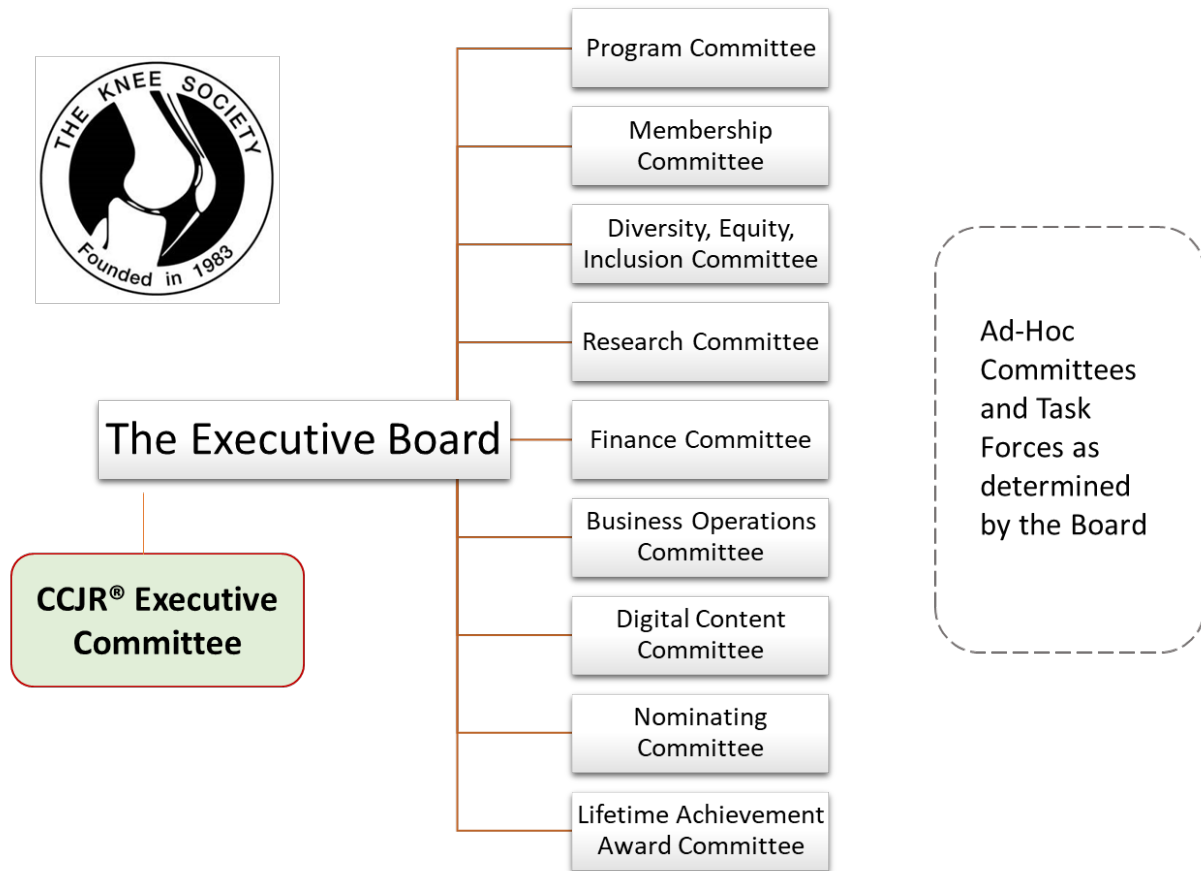 THE KNEE SOCIETY
Founded in 1983
Program Committee
Membership
Committee
Diversity, Equity,
Inclusion Committee
Research Committee
The Executive Board
Finance Committee
Business Operations
Committee
CCJR® Executive
Committee
Digital Content
Committee
Nominating
Committee
Lifetime Achievement
Award Committee
Ad-Hoc
Committees
and Task
Forces as
determined
by the Board